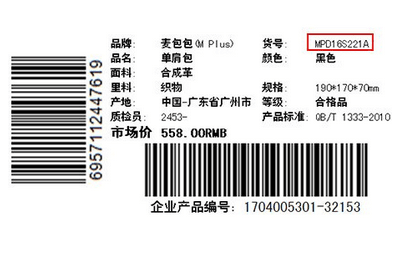 品牌: 麦包包(M Plus) 货号: MPD16S221A
品名: 单肩包 颜色: 黑色
面料: 合成革
里料: 织物 规格: 190*170*70mm
产地: 中国-广东省广州市 等级: 合格品
质检员: 2453- 产品标准: QB/T 1333-2010
市场价 558.00RMB
6957112447619
企业产品编号: 1704005301-32153